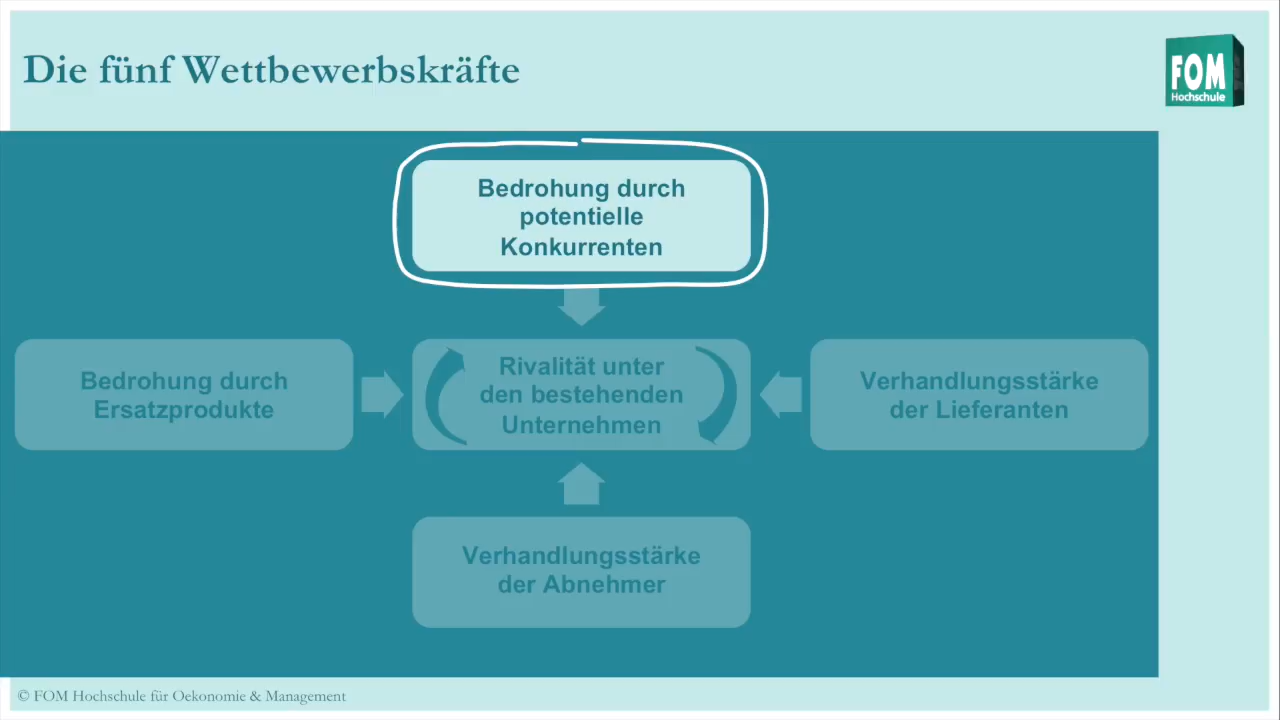 Die fünf Wettbewerbskräfte
FOM
Hochschule
Bedrohung durch
potentielle
Konkurrenten
Bedrohung durch
Ersatzprodukte
Rivalität unter
den bestehenden
Unternehmen
Verhandlungsstärke
der Lieferanten
Verhandlungsstärke
der Abnehmer
© FOM Hochschule für Oekonomie & Management